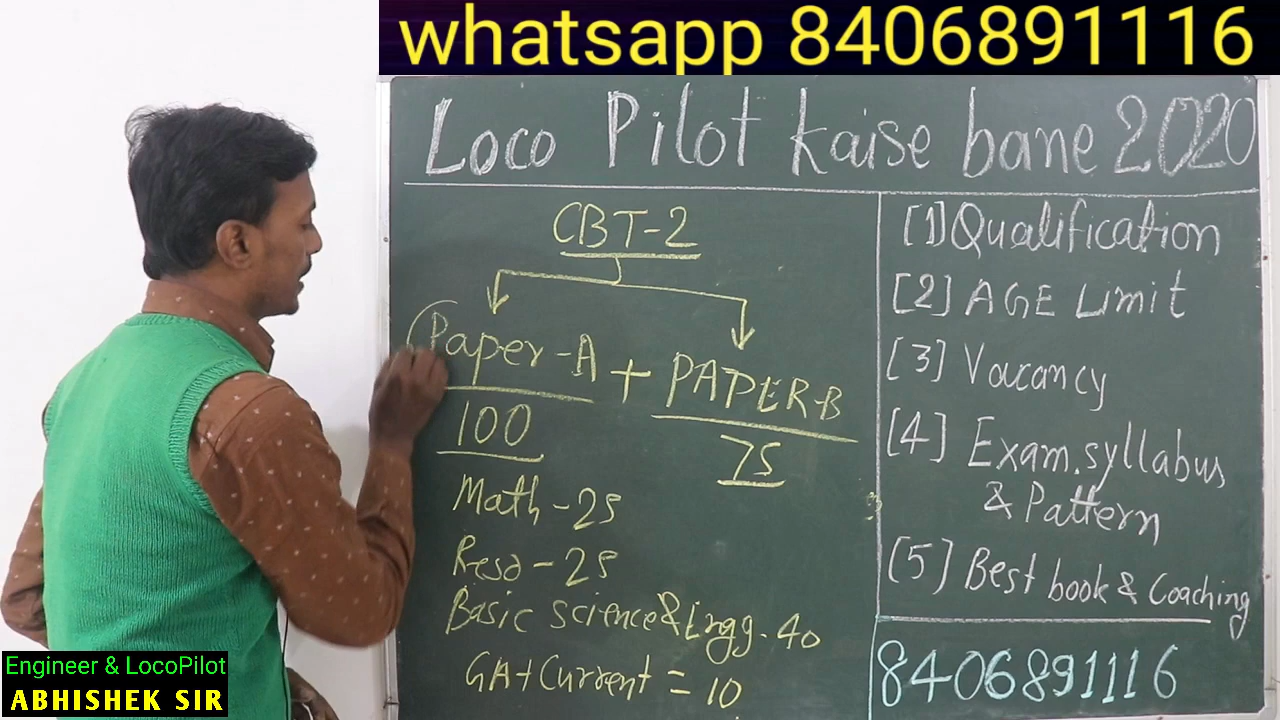 whatsapp 8406891116
Loco Pilot kaise bane 2020
CBT-2
Paper-A + PAPER-B
100
75
Math - 25
Reso - 25
Basic science & Engg. 40
GA + Current = 10
[1] Qualification
[2] AGE Limit
[3] Vacancy
[4] Exam.syllabus
& Pattern
[5] Best book & Coaching
8406891116
Engineer & LocoPilot
ABHISHEK SIR